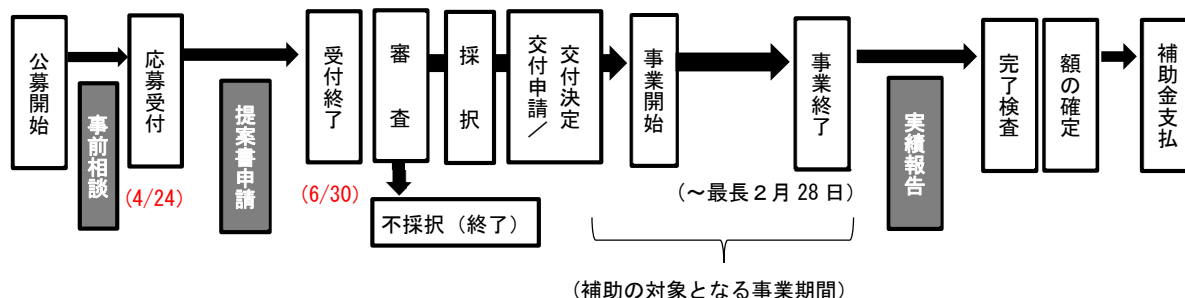 公募開始
事前相談
応募受付
(4/24)
提案書申請
受付終了
(6/30)
審査
不採択（終了）
採択
交付申請／
交付決定
事業開始
事業終了
(～最長２月 28 日)
(補助の対象となる事業期間)
実績報告
完了検査
額の確定
補助金支払